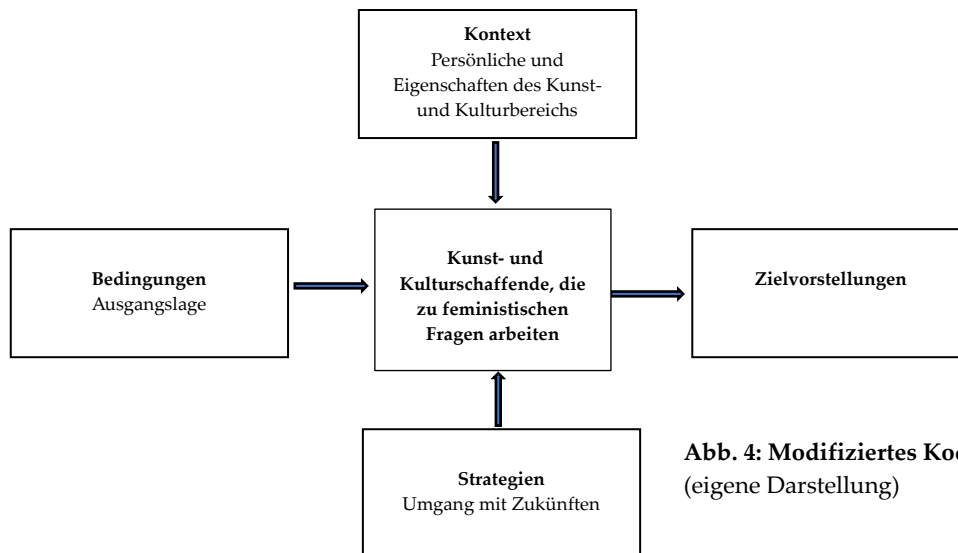 Kontext
Persönliche und
Eigenschaften des Kunst-
und Kulturbereichs
Bedingungen
Ausgangslage
Kunst- und
Kulturschaffende, die
zu feministischen
Fragen arbeiten
Zielvorstellungen
Strategien
Umgang mit Zukünften
Abb. 4: Modifiziertes
(eigene Darstellung)